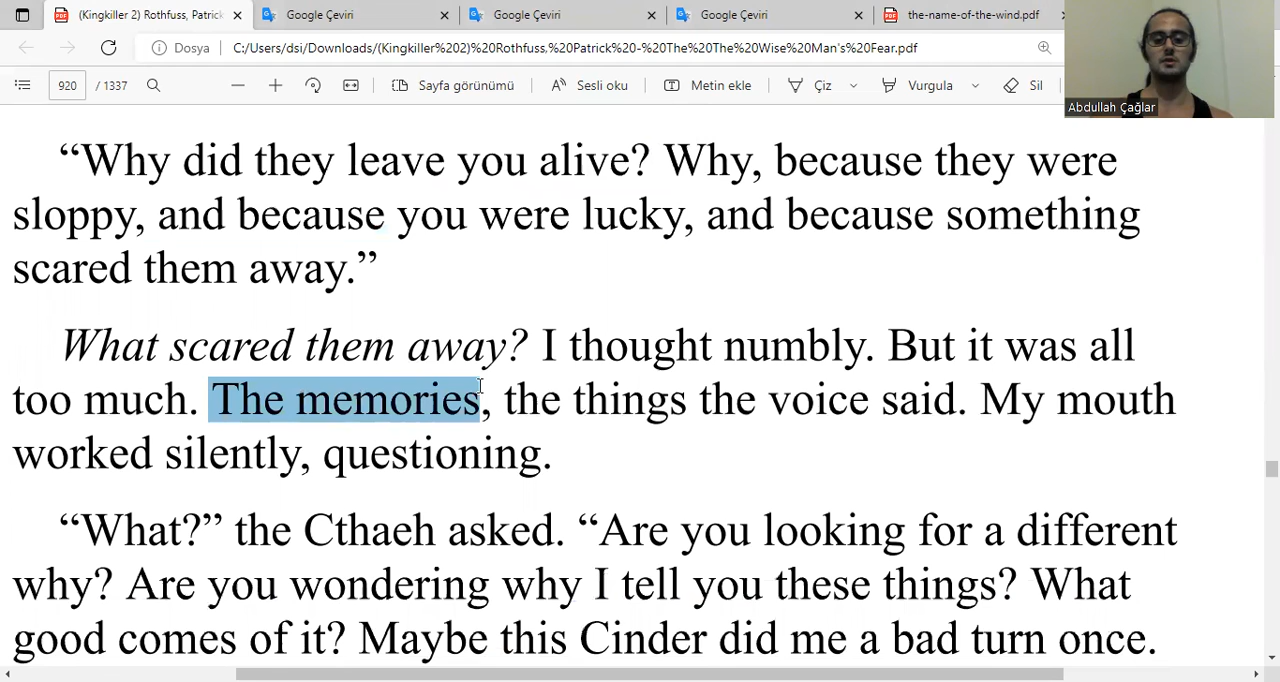 (Kingkiller 2) Rothfuss, Patrick
Google Çeviri
Google Çeviri
Google Çeviri
the-name-of-the-wind.pdf
Dosya
C:/Users/dsi/Downloads/(Kingkiller%202)%20Rothfuss,%20Patrick%20-%20The%20The%20Wise%20Man's%20Fear.pdf
920 / 1337
Sayfa görünümü
Sesli oku
Metin ekle
Çiz
Vurgula
Sil
Abdullah Çağlar
“Why did they leave you alive? Why, because they were
sloppy, and because you were lucky, and because something
scared them away.”
What scared them away? I thought numbly. But it was all
too much. The memories, the things the voice said. My mouth
worked silently, questioning.
“What?” the Cthaeh asked. “Are you looking for a different
why? Are you wondering why I tell you these things? What
good comes of it? Maybe this Cinder did me a bad turn once.